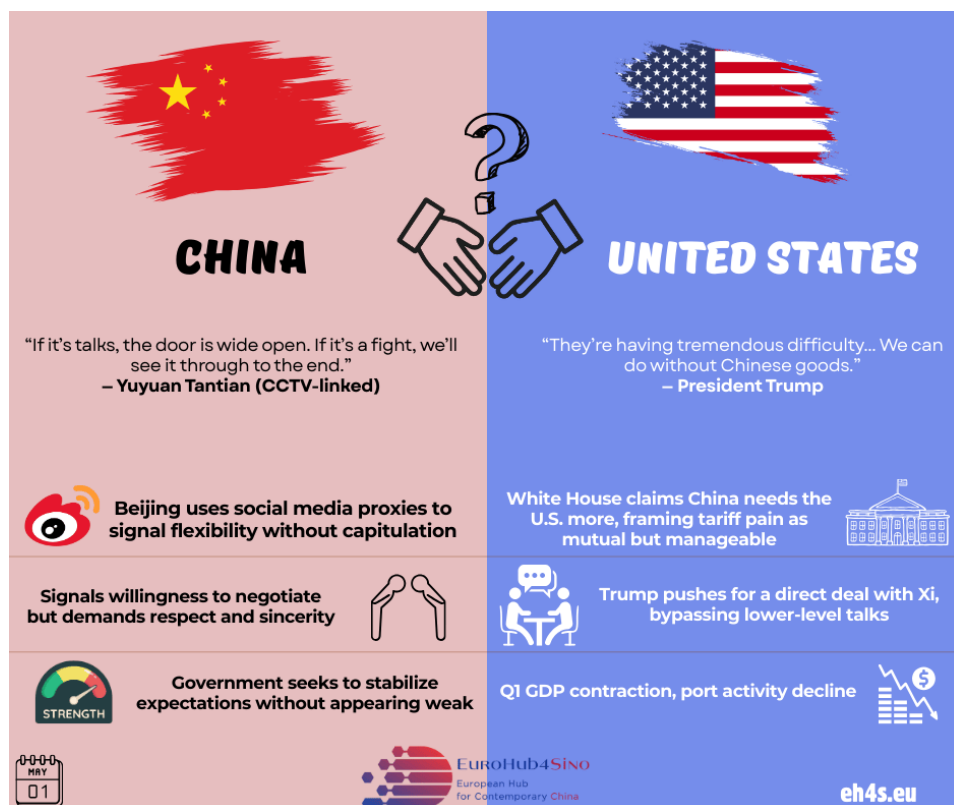 CHINA
“If it’s talks, the door is wide open. If it’s a fight, we’ll
see it through to the end.”
– Yuyuan Tantian (CCTV-linked)
Beijing uses social media proxies to
signal flexibility without capitulation
Signals willingness to negotiate
but demands respect and sincerity
STRENGTH
Government seeks to stabilize
expectations without appearing weak
MAY
01
?
UNITED STATES
“They’re having tremendous difficulty... We can
do without Chinese goods.”
– President Trump
White House claims China needs the
U.S. more, framing tariff pain as
mutual but manageable
Trump pushes for a direct deal with Xi,
bypassing lower-level talks
Q1 GDP contraction, port activity decline
$
EuroHub4Sino
European Hub
for Contemporary China
eh4s.eu